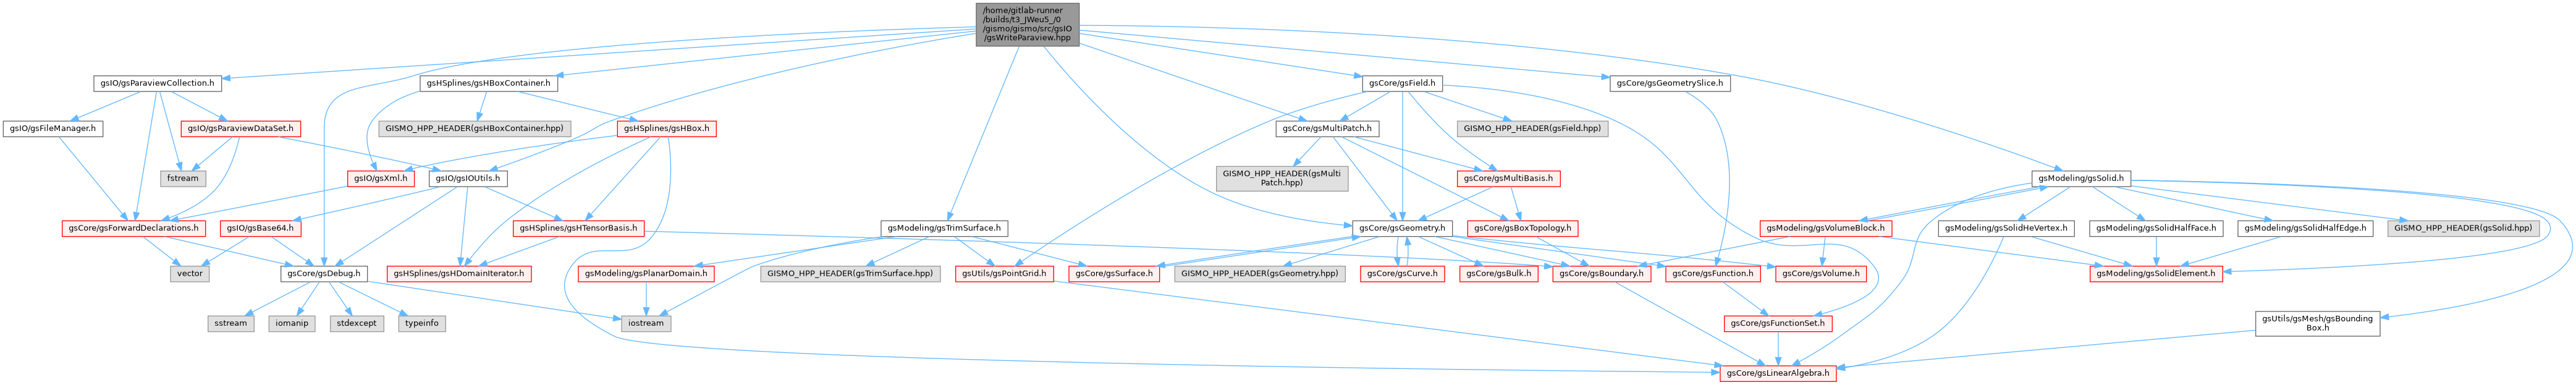 /home/gitlab-runner
/builds/t3_JWeu5_/0
/gismo/gismo/src/gsIO
/gsWriteParaview.hpp
gsIO/gsParaviewCollection.h
gsHSplines/gsHBoxContainer.h
gsCore/gsField.h
gsCore/gsGeometrySlice.h
gsIO/gsFileManager.h
gsIO/gsParaviewDataSet.h
GISMO_HPP_HEADER(gsHBoxContainer.hpp)
gsHSplines/gsHBox.h
gsCore/gsMultiPatch.h
GISMO_HPP_HEADER(gsField.hpp)
fstream
gsIO/gsXml.h
gsIO/gsIOUtils.h
GISMO_HPP_HEADER(gsMulti
Patch.hpp)
gsCore/gsMultiBasis.h
gsModeling/gsSolid.h
gsCore/gsForwardDeclarations.h
gsIO/gsBase64.h
gsHSplines/gsHTensorBasis.h
gsModeling/gsTrimSurface.h
gsCore/gsGeometry.h
gsCore/gsBoxTopology.h
gsModeling/gsVolumeBlock.h
gsModeling/gsSolidHeVertex.h
gsModeling/gsSolidHalfFace.h
gsModeling/gsSolidHalfEdge.h
GISMO_HPP_HEADER(gsSolid.hpp)
vector
gsCore/gsDebug.h
gsHSplines/gsHDomainIterator.h
gsModeling/gsPlanarDomain.h
GISMO_HPP_HEADER(gsTrimSurface.hpp)
gsUtils/gsPointGrid.h
gsCore/gsSurface.h
GISMO_HPP_HEADER(gsGeometry.hpp)
gsCore/gsCurve.h
gsCore/gsBulk.h
gsCore/gsBoundary.h
gsCore/gsFunction.h
gsCore/gsVolume.h
gsModeling/gsSolidElement.h
sstream
iomanip
stdexcept
typeinfo
iostream
gsCore/gsFunctionSet.h
gsUtils/gsMesh/gsBounding
Box.h
gsCore/gsLinearAlgebra.h